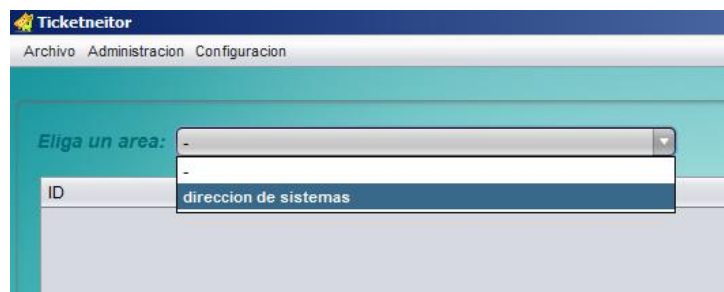 Ticketneitor
Archivo Administracion Configuracion
Eliga un area: -
-
ID
direccion de sistemas